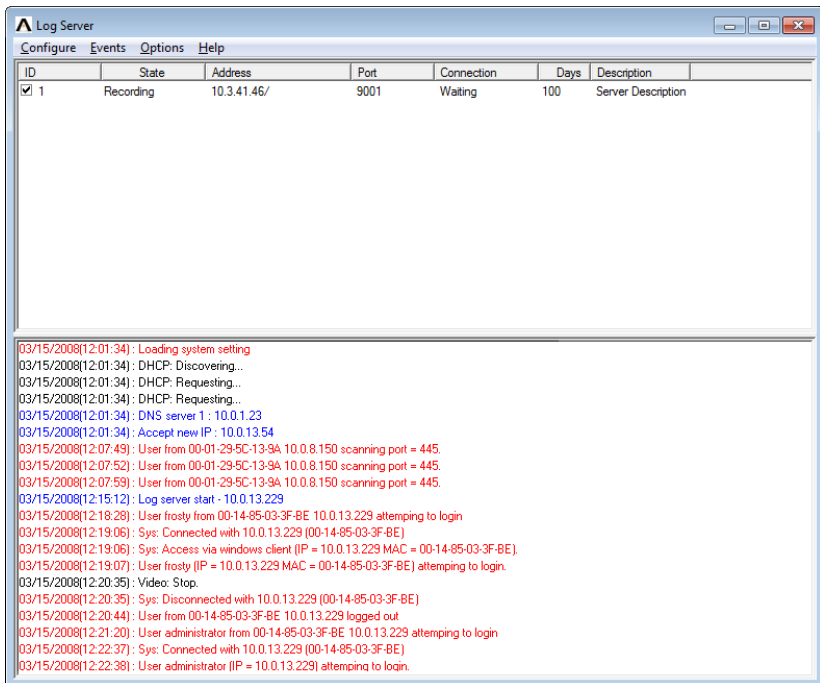 Log Server
Configure Events Options Help
ID State Address Port Connection Days Description
1 Recording 10.3.41.46/ 9001 Waiting 100 Server Description
03/15/2008(12:01:34) : Loading system setting
03/15/2008(12:01:34) : DHCP: Discovering...
03/15/2008(12:01:34) : DHCP: Requesting...
03/15/2008(12:01:34) : DHCP: Requesting...
03/15/2008(12:01:34) : DNS server 1 : 10.0.1.23
03/15/2008(12:01:34) : Accept new IP : 10.0.13.54
03/15/2008(12:07:49) : User from 00-01-29-5C-13-9A 10.0.8.150 scanning port = 445.
03/15/2008(12:07:52) : User from 00-01-29-5C-13-9A 10.0.8.150 scanning port = 445.
03/15/2008(12:07:59) : User from 00-01-29-5C-13-9A 10.0.8.150 scanning port = 445.
03/15/2008(12:15:12) : Log server start - 10.0.13.229
03/15/2008(12:18:28) : User frosty from 00-14-85-03-3F-BE 10.0.13.229 attemping to login
03/15/2008(12:19:06) : Sys: Connected with 10.0.13.229 (00-14-85-03-3F-BE)
03/15/2008(12:19:06) : Sys: Access via windows client (IP = 10.0.13.229 MAC = 00-14-85-03-3F-BE).
03/15/2008(12:19:07) : User frosty (IP = 10.0.13.229 MAC = 00-14-85-03-3F-BE) attemping to login.
03/15/2008(12:20:35) : Video: Stop.
03/15/2008(12:20:35) : Sys: Disconnected with 10.0.13.229 (00-14-85-03-3F-BE)
03/15/2008(12:20:44) : User from 00-14-85-03-3F-BE 10.0.13.229 logged out
03/15/2008(12:21:20) : User administrator from 00-14-85-03-3F-BE 10.0.13.229 attemping to login
03/15/2008(12:22:37) : Sys: Connected with 10.0.13.229 (00-14-85-03-3F-BE)
03/15/2008(12:22:38) : User administrator (IP = 10.0.13.229) attemping to login.